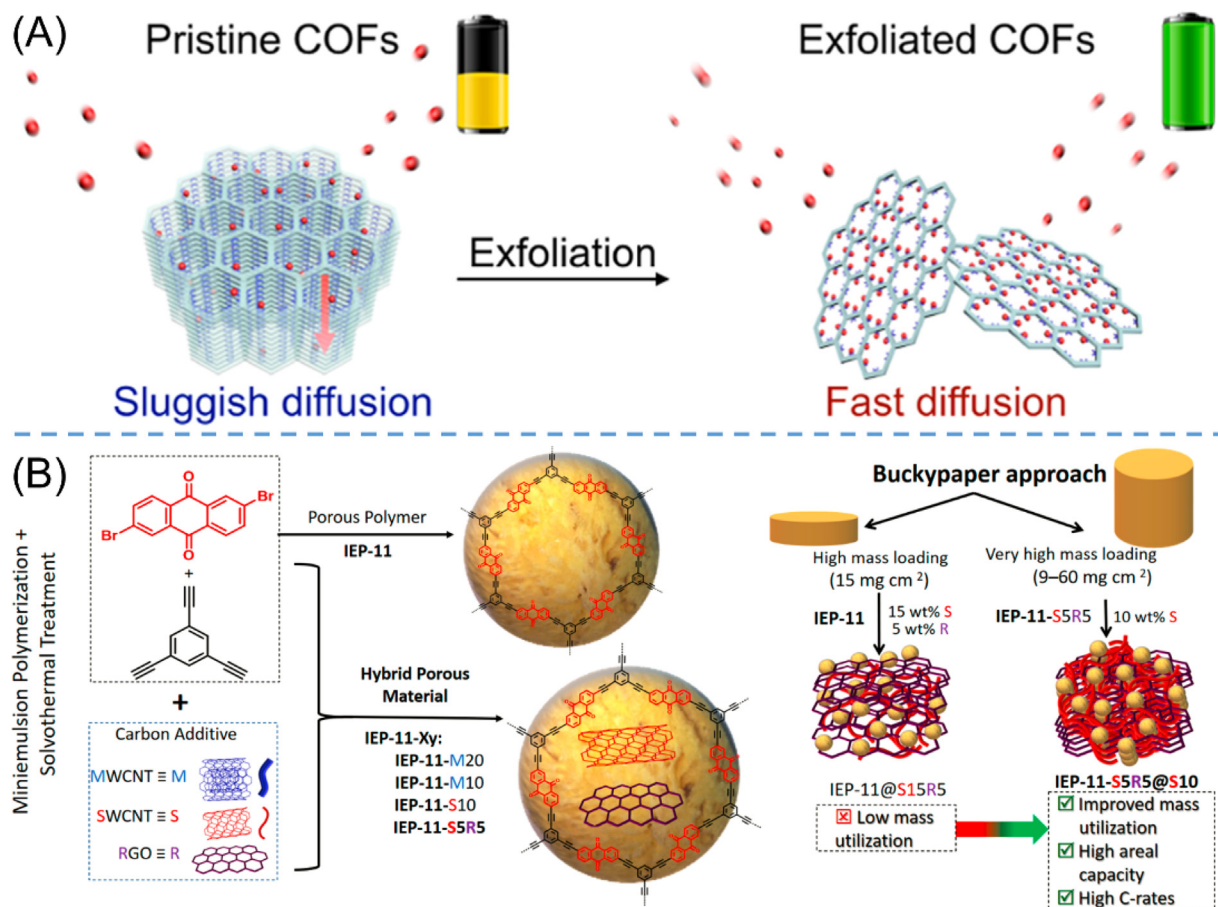 (A)
Pristine COFs
Exfoliated COFs
Exfoliation
Sluggish diffusion
Fast diffusion
(B)
Miniemulsion Polymerization +
Solvothermal Treatment
O
Br
Br
O
+
+
Carbon Additive
MWCNT ≡ M
SWCNT ≡ S
RGO ≡ R
Porous Polymer
IEP-11
Hybrid Porous
Material
IEP-11-Xy:
IEP-11-M20
IEP-11-M10
IEP-11-S10
IEP-11-S5R5
Buckypaper approach
High mass loading
(15 mg cm⁻²)
Very high mass loading
(9–60 mg cm⁻²)
IEP-11
15 wt% S
5 wt% R
IEP-11-S5R5
10 wt% S
IEP-11@S15R5
IEP-11-S5R5@S10
Low mass
utilization
Improved mass
utilization
High areal
capacity
High C-rates